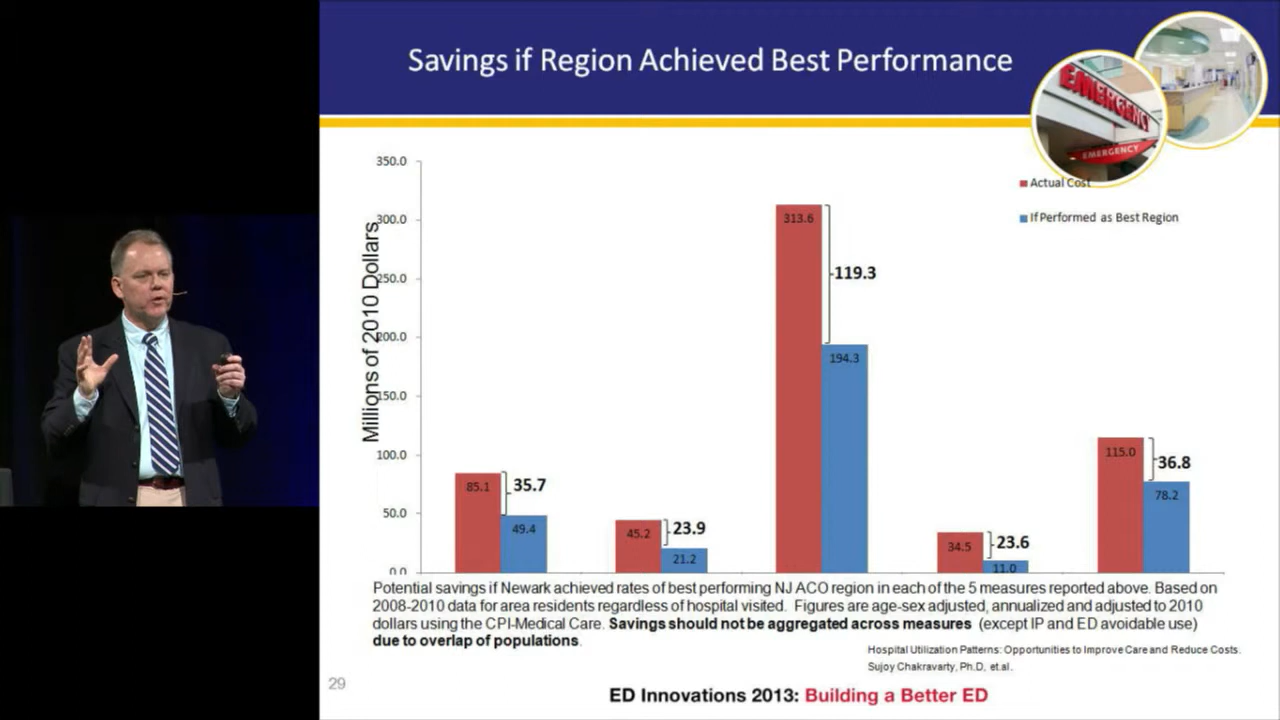 Savings if Region Achieved Best Performance
EMERGENCY
EMERGENCY
Actual Cost
If Performed as Best Region
Millions of 2010 Dollars
350.0
300.0
250.0
200.0
150.0
100.0
50.0
0.0
85.1
35.7
49.4
45.2
23.9
21.2
313.6
119.3
194.3
34.5
23.6
11.0
115.0
36.8
78.2
Potential savings if Newark achieved rates of best performing NJ ACO region in each of the 5 measures reported above. Based on
2008-2010 data for area residents regardless of hospital visited. Figures are age-sex adjusted, annualized and adjusted to 2010
dollars using the CPI-Medical Care. Savings should not be aggregated across measures (except IP and ED avoidable use)
due to overlap of populations.
Hospital Utilization Patterns: Opportunities to Improve Care and Reduce Costs.
Sujoy Chakravarty, Ph.D, et.al.
29
ED Innovations 2013: Building a Better ED